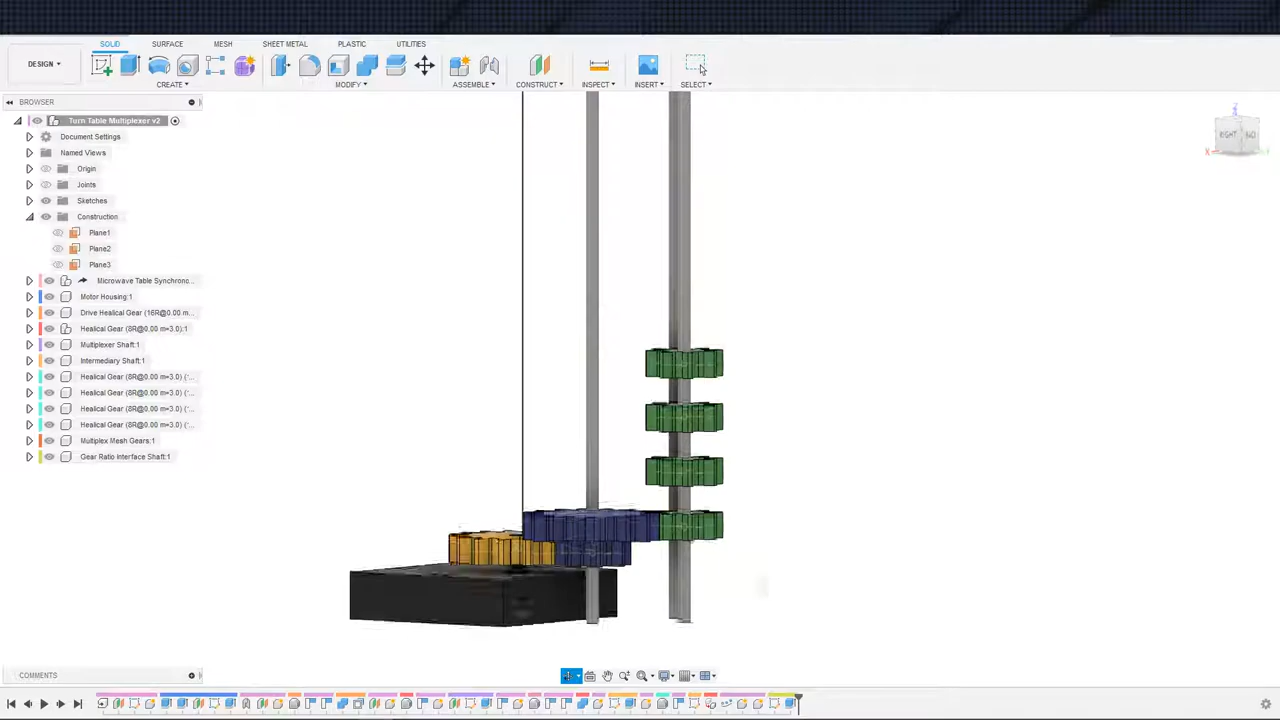 SOLID SURFACE MESH SHEET METAL PLASTIC UTILITIES
DESIGN
CREATE MODIFY ASSEMBLE CONSTRUCT INSPECT INSERT SELECT
BROWSER
Turn Table Multiplexer v2
Document Settings
Named Views
Origin
Joints
Sketches
Construction
Plane1
Plane2
Plane3
Microwave Table Synchrono...
Motor Housing:1
Drive Healical Gear (16R@0.00 m...
Healical Gear (8R@0.00 m=3.0):1
Multiplexer Shaft:1
Intermediary Shaft:1
Healical Gear (8R@0.00 m=3.0) (...
Healical Gear (8R@0.00 m=3.0) (...
Healical Gear (8R@0.00 m=3.0) (...
Healical Gear (8R@0.00 m=3.0) (...
Multiplex Mesh Gears:1
Gear Ratio interface Shaft:1
RIGHT
Z
X
COMMENTS